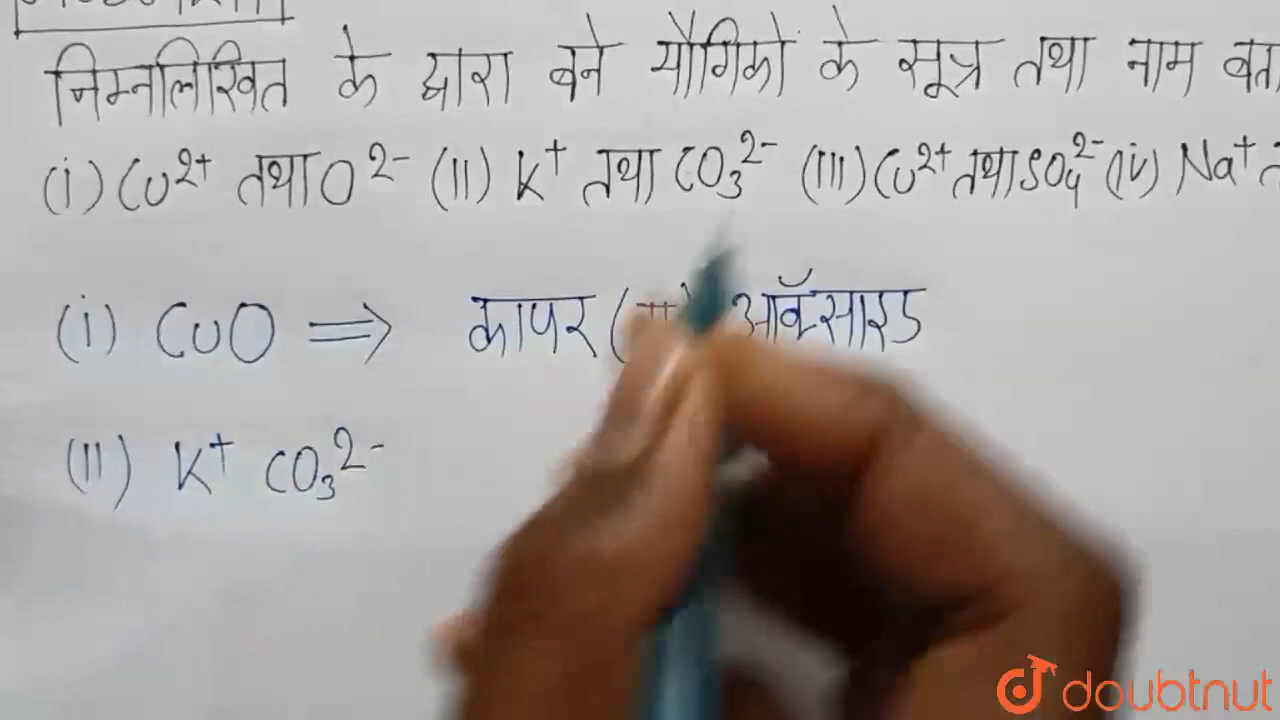 निम्नलिखित के द्वारा बने यौगिकों के सूत्र तथा नाम
(i) Cu2+ तथा O2- (II) K+ तथा CO32- (III) Cu2+ तथा SO42- (iv) Na+
(i) CuO ⇒ कापर ऑक्साइड
(II) K+ CO32-
doubtnut